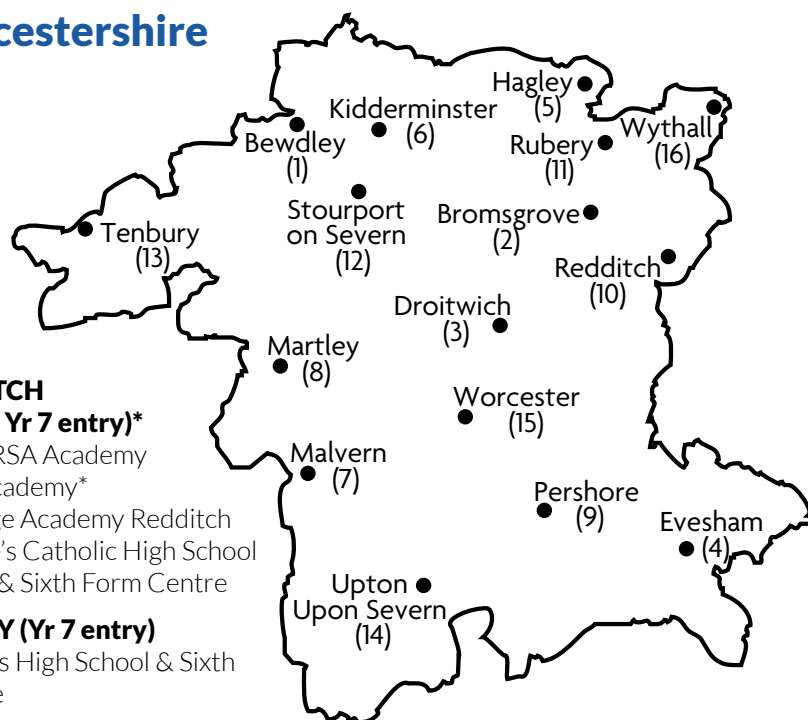 cestershire
Hagley
(5)
Kidderminster
(6)
Wythall
(16)
Bewdley
(1)
Rubery
(11)
Stourport
on Severn
(12)
Bromsgrove
(2)
Tenbury
(13)
Redditch
(10)
Droitwich
(3)
Martley
(8)
Worcester
(15)
Malvern
(7)
Pershore
(9)
Evesham
(4)
Upton
Upon Severn
(14)
TCH
Yr 7 entry)*
RSA Academy
cademy*
ge Academy Redditch
e’s Catholic High School
& Sixth Form Centre
Y (Yr 7 entry)
s High School & Sixth
e